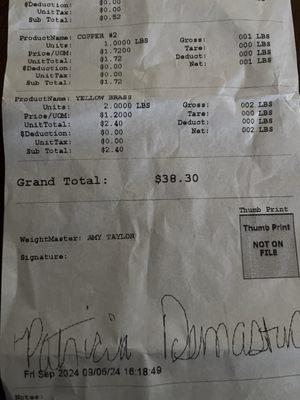 $Deduction: $0.00
UnitTax: $0.00
Sub Total: $0.52
000 LBS
ProductName: COPPER #2
Units: 1.0000 LBS Gross: 001 LBS
Price/UOM: $1.7200 Tare: 000 LBS
UnitTotal: $1.72 Deduct: 000 LBS
$Deduction: $0.00 Net: 001 LBS
UnitTax: $0.00
Sub Total: $1.72
ProductName: YELLOW BRASS
Units: 2.0000 LBS Gross: 002 LBS
Price/UOM: $1.2000 Tare: 000 LBS
UnitTotal: $2.40 Deduct: 000 LBS
$Deduction: $0.00 Net: 002 LBS
UnitTax: $0.00
Sub Total: $2.40
Grand Total: $38.30
Thumb Print
Thumb Print
NOT ON
FILE
WeightMaster: AMY TAYLOR
Signature:
Patricia
Fri Sep 2024 09/06/24 16:18:49
Notes: